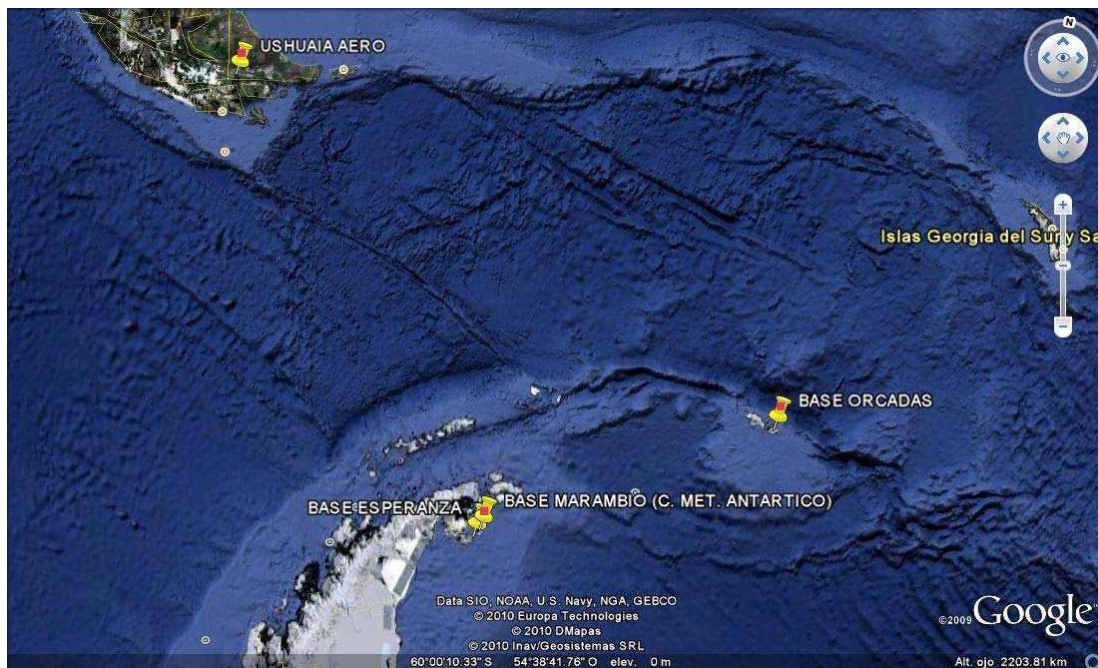 N
USHUAIA AERO
Islas Georgia del Sur y Sa
BASE ORCADAS
BASE ESPERANZA
BASE MARAMBIO (C. MET. ANTARTICO)
Data SIO, NOAA, U.S. Navy, NGA, GEBCO
© 2010 Europa Technologies
© 2010 DMapas
© 2010 Inav/Geosistemas SRL
©2009 Google
60°00'10.33" S 54°38'41.76" O elev. 0 m
Alt. ojo 2203.81 km